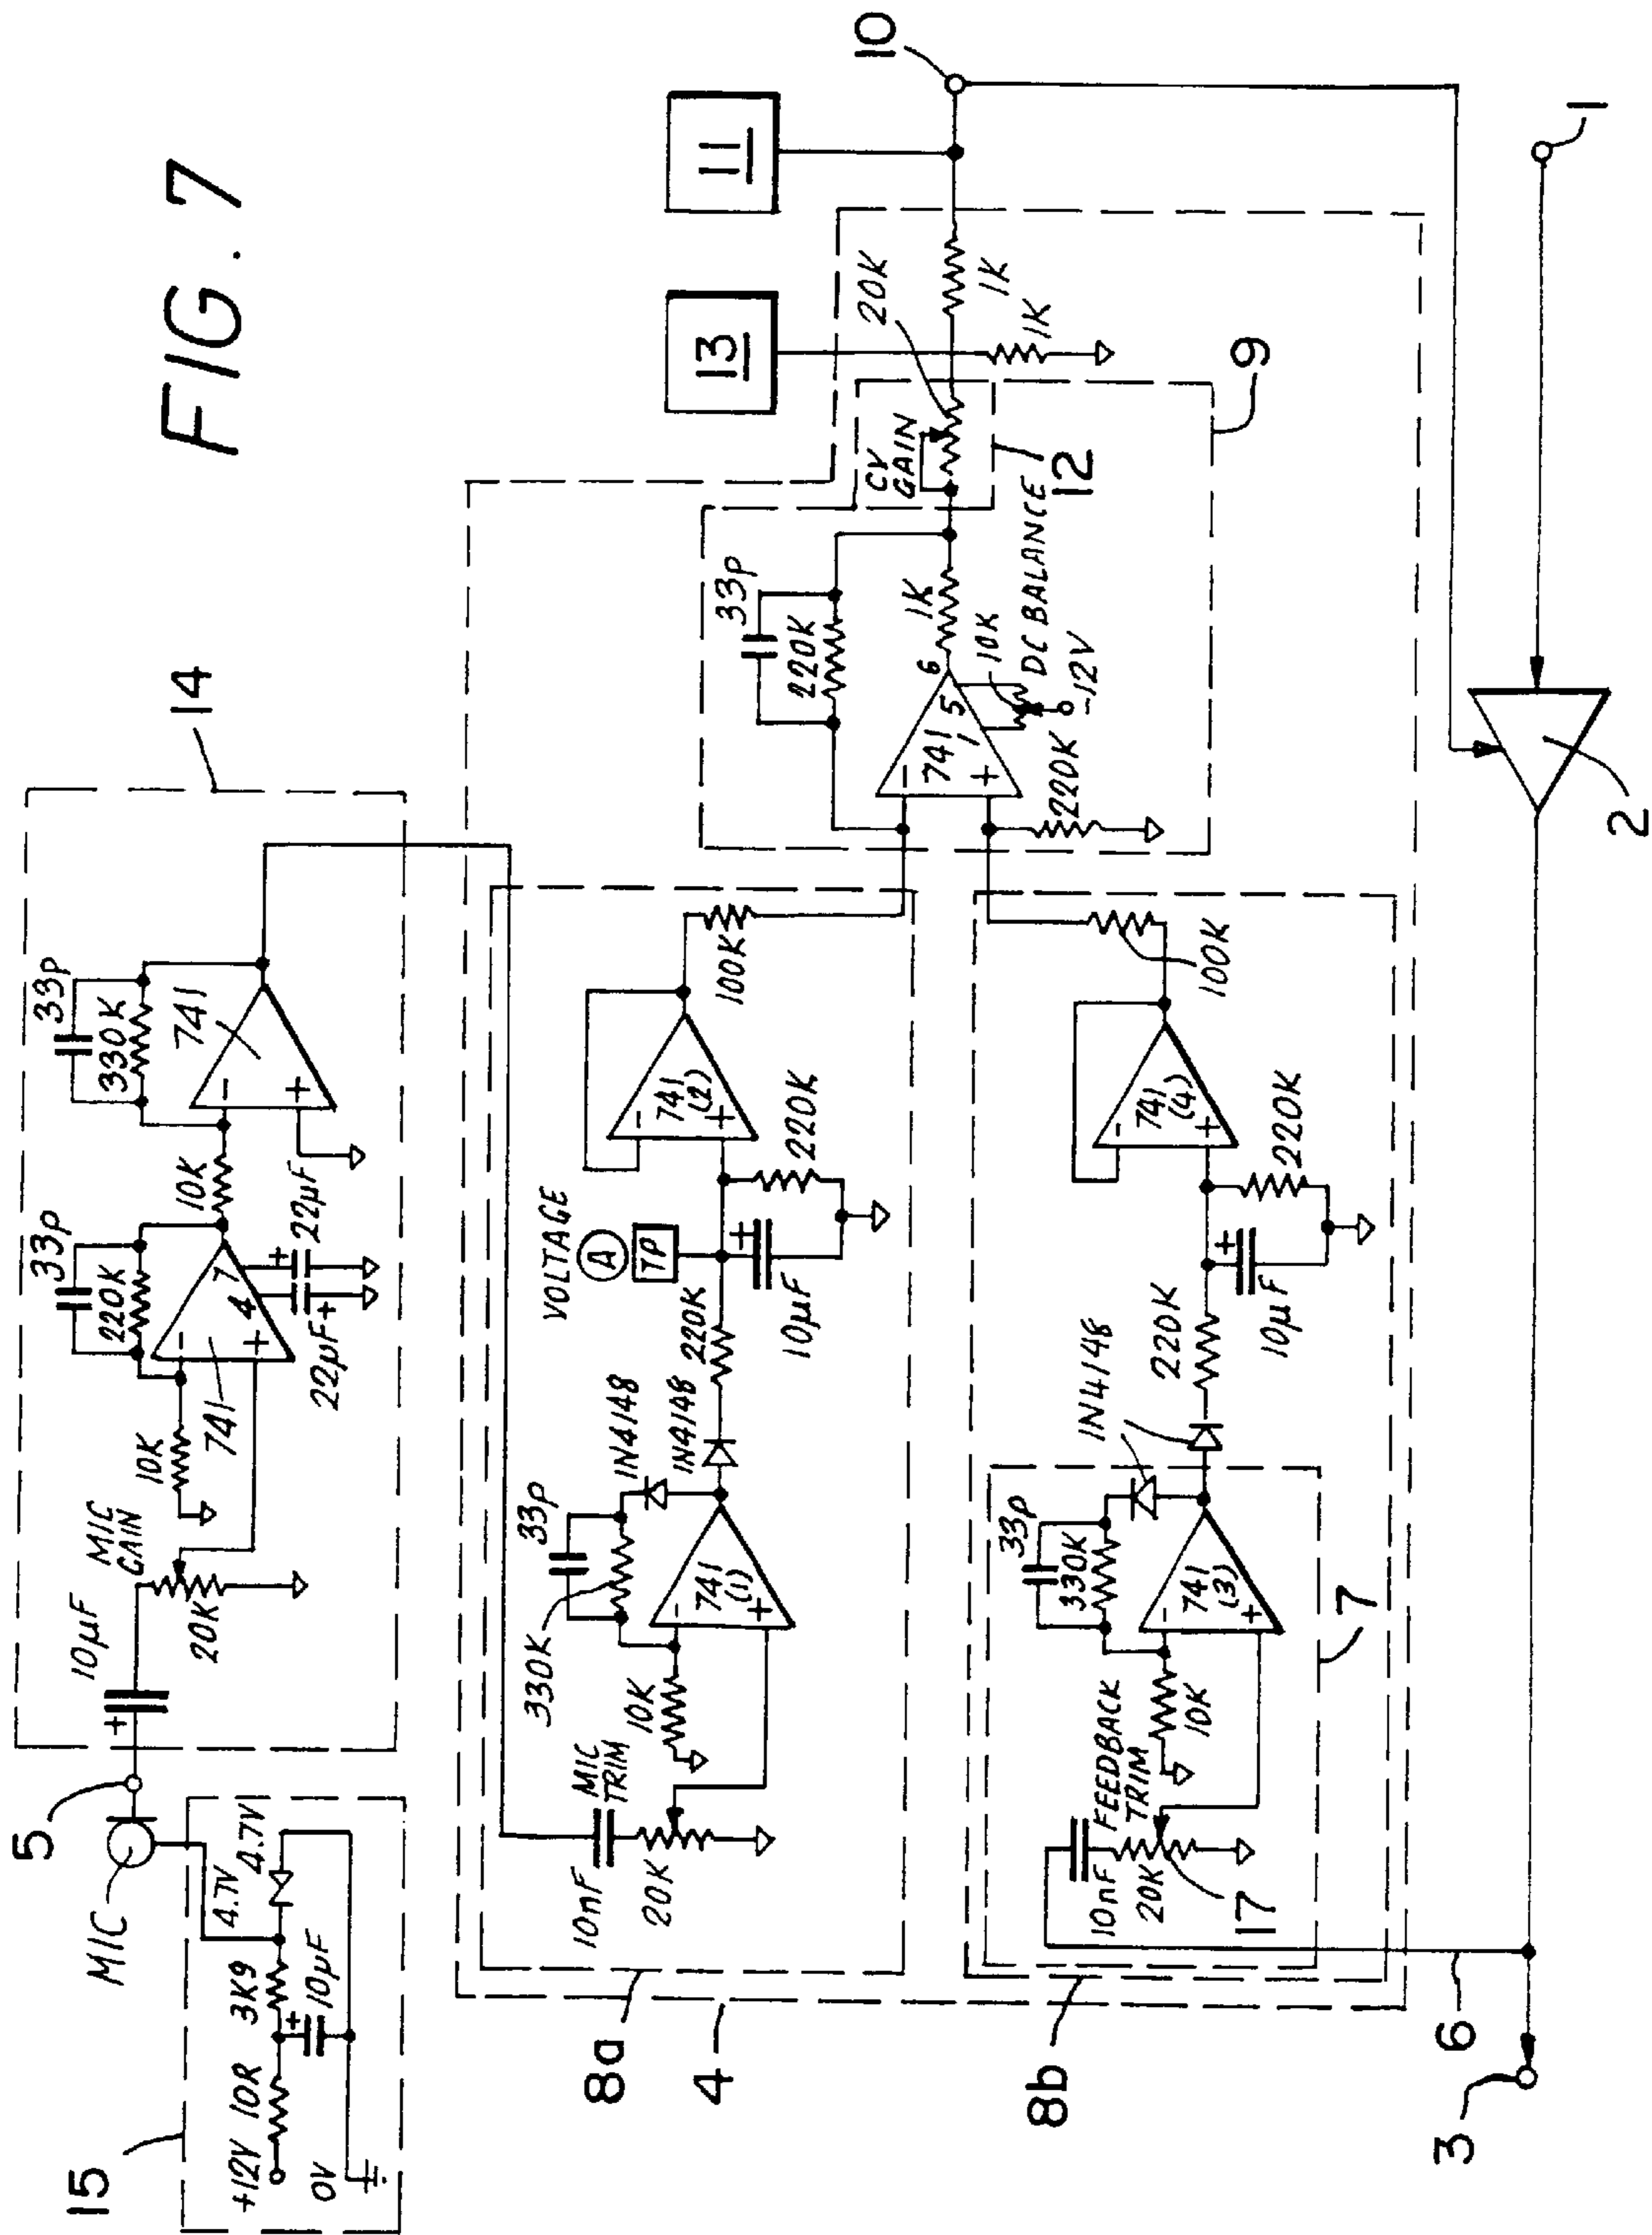 FIG. 7
15
+12V
10R
3K9
4.7V
4.7V
10µF
+
0V
MIC
5
14
10µF
+
MIC
GAIN
20K
10K
33p
220K
741
-
+
4
7
22µF
+
22µF
+
10K
33p
330K
741
-
+
8a
4
10nF
MIC
TRIM
20K
10K
330K
33p
741
(1)
-
+
1N4148
1N4148
220K
VOLTAGE
A
TP
+
10µF
220K
741
(2)
-
+
100K
8b
10nF
FEEDBACK
TRIM
20K
17
10K
33p
330K
741
(3)
-
+
7
1N4148
220K
+
10µF
220K
741
(4)
-
+
100K
33p
220K
741
-
+
1
5
6
1K
10K
DC BALANCE
-12V
220K
CV
GAIN
12
9
20K
13
1K
1K
11
10
1
2
6
3